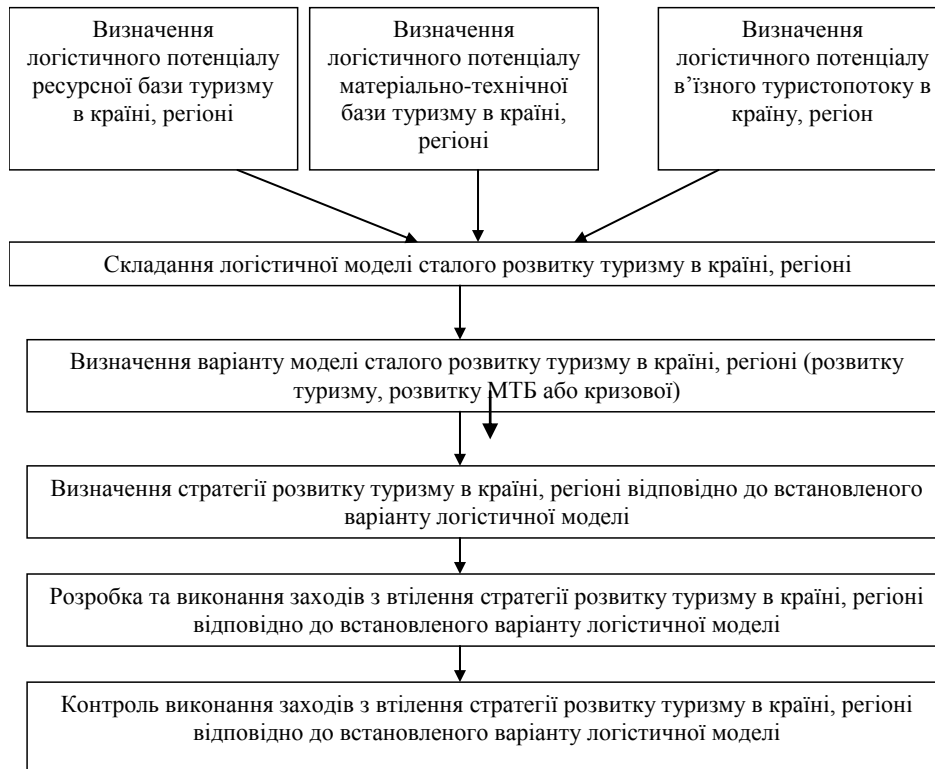 Визначення
логістичного потенціалу
ресурсної бази туризму
в країні, регіоні
Визначення
логістичного потенціалу
матеріально-технічної
бази туризму в країні,
регіоні
Визначення
логістичного потенціалу
в’їзного туристопотоку в
країну, регіон
Складання логістичної моделі сталого розвитку туризму в країні, регіоні
Визначення варіанту моделі сталого розвитку туризму в країні, регіоні (розвитку
туризму, розвитку МТБ або кризової)
Визначення стратегії розвитку туризму в країні, регіоні відповідно до встановленого
варіанту логістичної моделі
Розробка та виконання заходів з втілення стратегії розвитку туризму в країні, регіоні
відповідно до встановленого варіанту логістичної моделі
Контроль виконання заходів з втілення стратегії розвитку туризму в країні, регіоні
відповідно до встановленого варіанту логістичної моделі